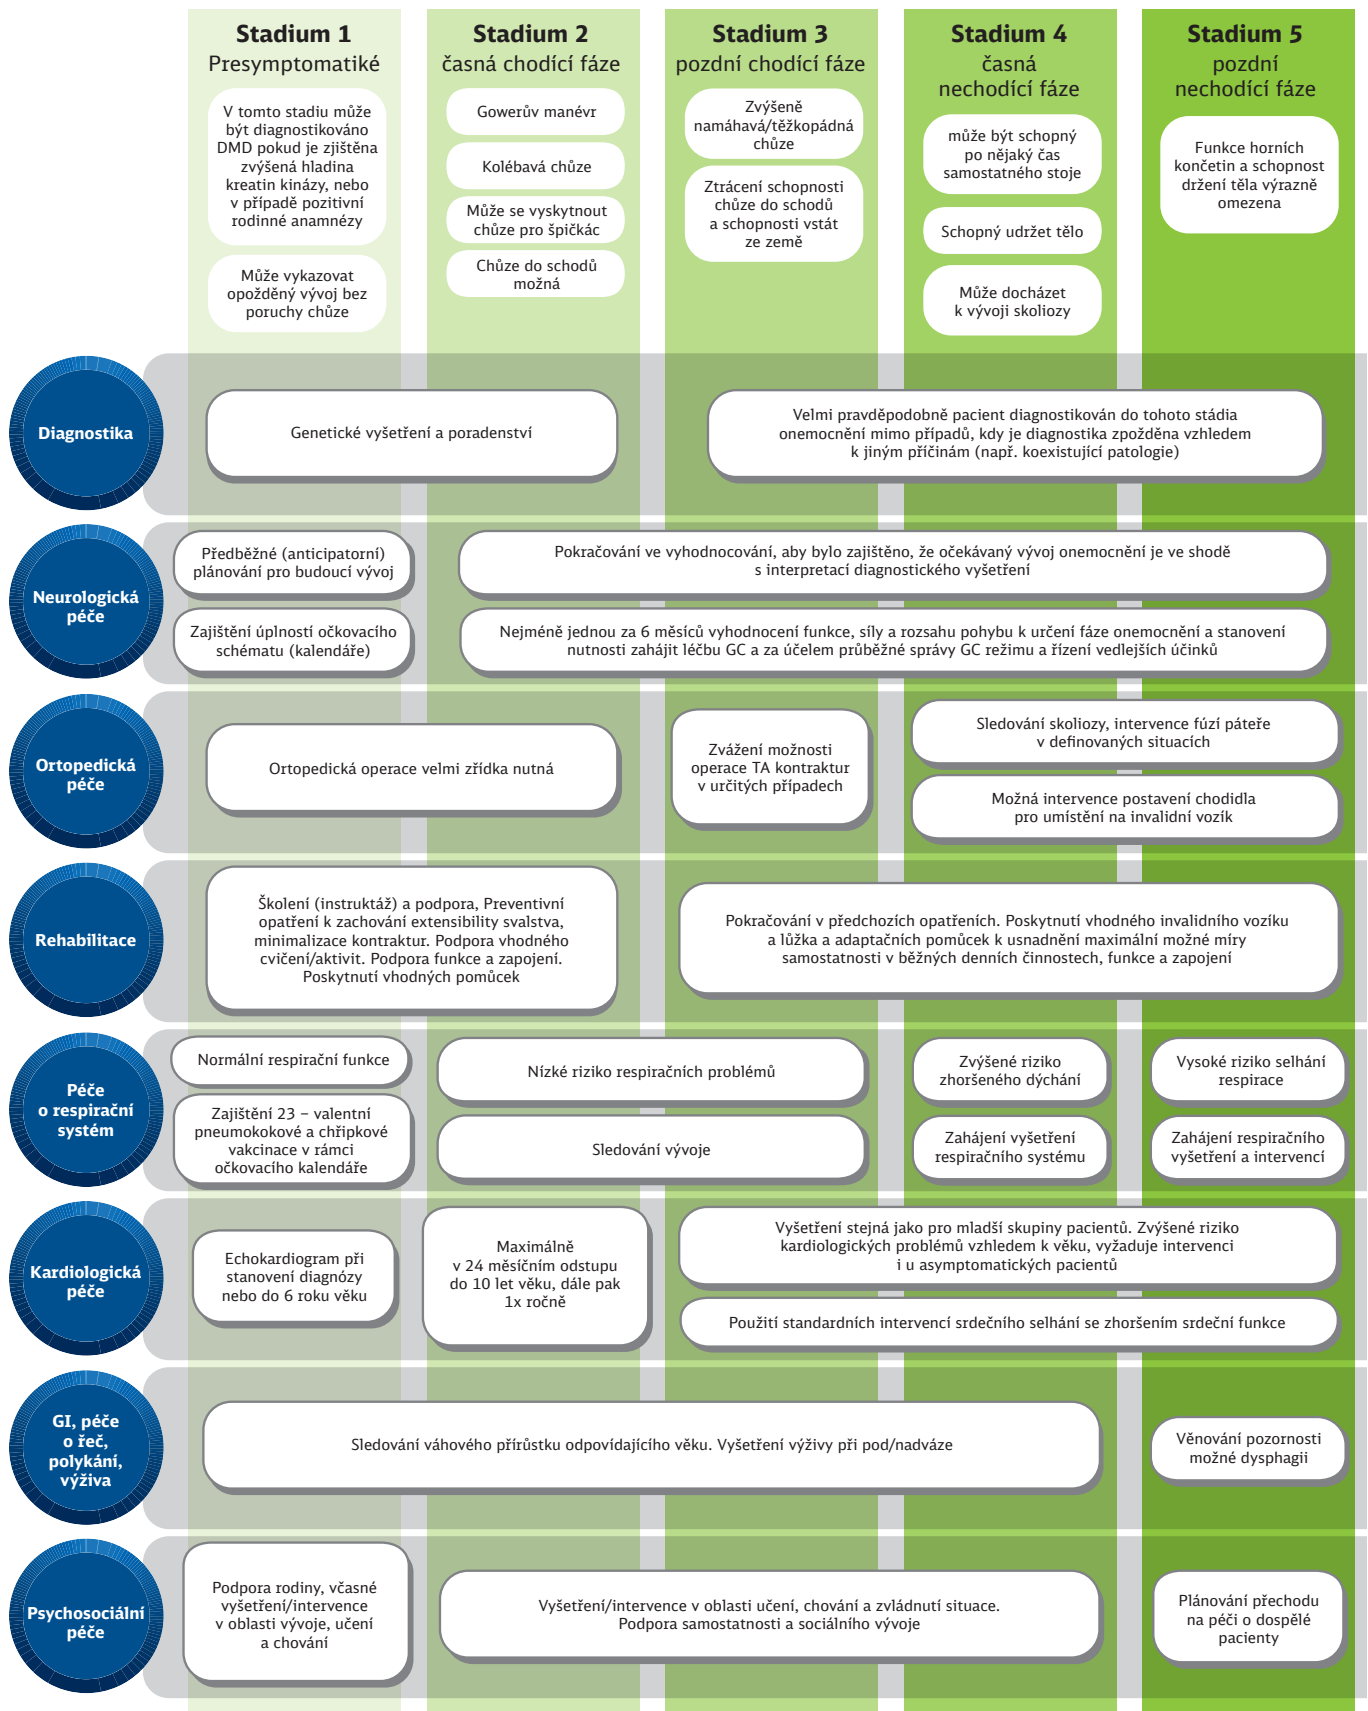 Stadium 1
Presymptomatiké
V tomto stadiu může
být diagnostikováno
DMD pokud je zjištěna
zvýšená hladina
kreatin kinázy, nebo
v případě pozitivní
rodinné anamnézy
Může vykazovat
opožděný vývoj bez
poruchy chůze
Stadium 2
časná chodící fáze
Gowerův manévr
Kolébavá chůze
Může se vyskytnout
chůze pro špičkác
Chůze do schodů
možná
Stadium 3
pozdní chodící fáze
Zvýšeně
namáhavá/těžkopádná
chůze
Ztrácení schopnosti
chůze do schodů
a schopnosti vstát
ze země
Stadium 4
časná
nechodící fáze
může být schopný
po nějaký čas
samostatného stoje
Schopný udržet tělo
Může docházet
k vývoji skoliozy
Stadium 5
pozdní
nechodící fáze
Funkce horních
končetin a schopnost
držení těla výrazně
omezena
Diagnostika
Genetické vyšetření a poradenství
Velmi pravděpodobně pacient diagnostikován do tohoto stádia
onemocnění mimo případů, kdy je diagnostika zpožděna vzhledem
k jiným příčinám (např. koexistující patologie)
Neurologická
péče
Předběžné (anticipatorní)
plánování pro budoucí vývoj
Zajištění úplností očkovacího
schématu (kalendáře)
Pokračování ve vyhodnocování, aby bylo zajištěno, že očekávaný vývoj onemocnění je ve shodě
s interpretací diagnostického vyšetření
Nejméně jednou za 6 měsíců vyhodnocení funkce, síly a rozsahu pohybu k určení fáze onemocnění a stanovení
nutnosti zahájit léčbu GC a za účelem průběžné správy GC režimu a řízení vedlejších účinků
Ortopedická
péče
Ortopedická operace velmi zřídka nutná
Zvážení možnosti
operace TA kontraktur
v určitých případech
Sledování skoliozy, intervence fúzí páteře
v definovaných situacích
Možná intervence postavení chodidla
pro umístění na invalidní vozík
Rehabilitace
Školení (instruktáž) a podpora, Preventivní
opatření k zachování extensibility svalstva,
minimalizace kontraktur. Podpora vhodného
cvičení/aktivit. Podpora funkce a zapojení.
Poskytnutí vhodných pomůcek
Pokračování v předchozích opatřeních. Poskytnutí vhodného invalidního vozíku
a lůžka a adaptačních pomůcek k usnadnění maximální možné míry
samostatnosti v běžných denních činnostech, funkce a zapojení
Péče
o respirační
systém
Normální respirační funkce
Zajištění 23 – valentní
pneumokokové a chřipkové
vakcinace v rámci
očkovacího kalendáře
Nízké riziko respiračních problémů
Sledování vývoje
Zvýšené riziko
zhoršeného dýchání
Zahájení vyšetření
respiračního systému
Vysoké riziko selhání
respirace
Zahájení respiračního
vyšetření a intervencí
Kardiologická
péče
Echokardiogram při
stanovení diagnózy
nebo do 6 roku věku
Maximálně
v 24 měsíčním odstupu
do 10 let věku, dále pak
1x ročně
Vyšetření stejná jako pro mladší skupiny pacientů. Zvýšené riziko
kardiologických problémů vzhledem k věku, vyžaduje intervenci
i u asymptomatických pacientů
Použití standardních intervencí srdečního selhání se zhoršením srdeční funkce
GI, péče
o řeč,
polykání,
výživa
Sledování váhového přírůstku odpovídajícího věku. Vyšetření výživy při pod/nadváze
Věnování pozornosti
možné dysphagii
Psychosociální
péče
Podpora rodiny, včasné
vyšetření/intervence
v oblasti vývoje, učení
a chování
Vyšetření/intervence v oblasti učení, chování a zvládnutí situace.
Podpora samostatnosti a sociálního vývoje
Plánování přechodu
na péči o dospělé
pacienty